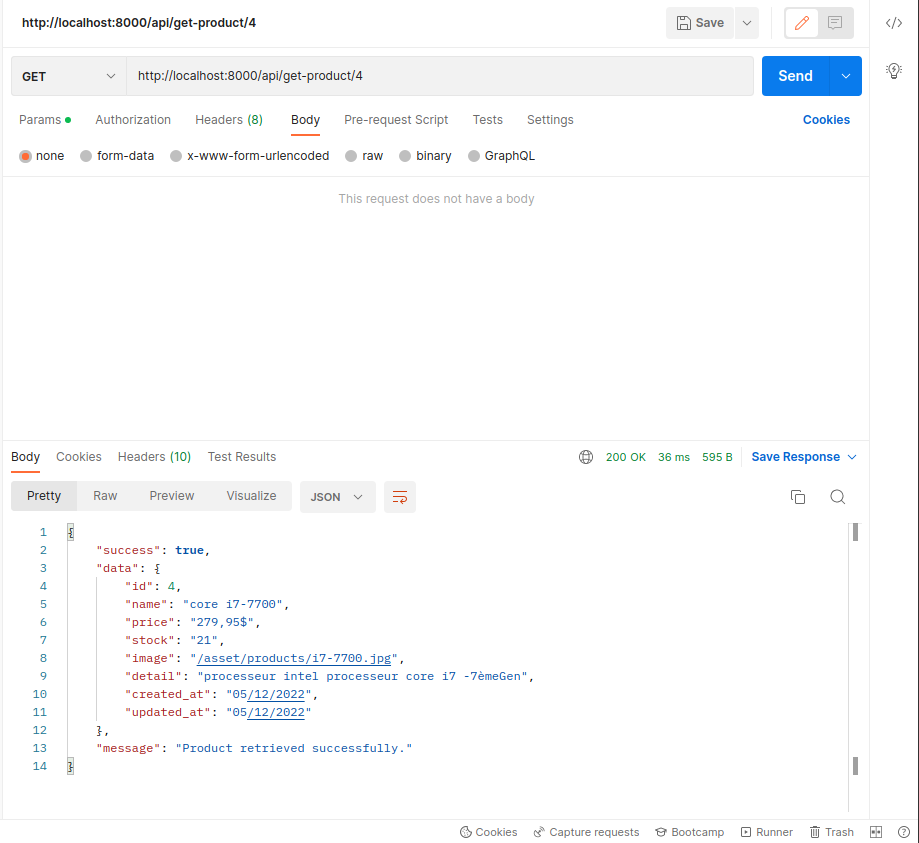 http://localhost:8000/api/get-product/4 Save </>
GET http://localhost:8000/api/get-product/4 Send
Params Authorization Headers (8) Body Pre-request Script Tests Settings Cookies
none form-data x-www-form-urlencoded raw binary GraphQL
This request does not have a body
Body Cookies Headers (10) Test Results 200 OK 36 ms 595 B Save Response
Pretty Raw Preview Visualize JSON
1 {
2 "success": true,
3 "data": {
4 "id": 4,
5 "name": "core i7-7700",
6 "price": "279,95$",
7 "stock": "21",
8 "image": "/asset/products/i7-7700.jpg",
9 "detail": "processeur intel processeur core i7 -7èmeGen",
10 "created_at": "05/12/2022",
11 "updated_at": "05/12/2022"
12 },
13 "message": "Product retrieved successfully."
14 }
Cookies Capture requests Bootcamp Runner Trash